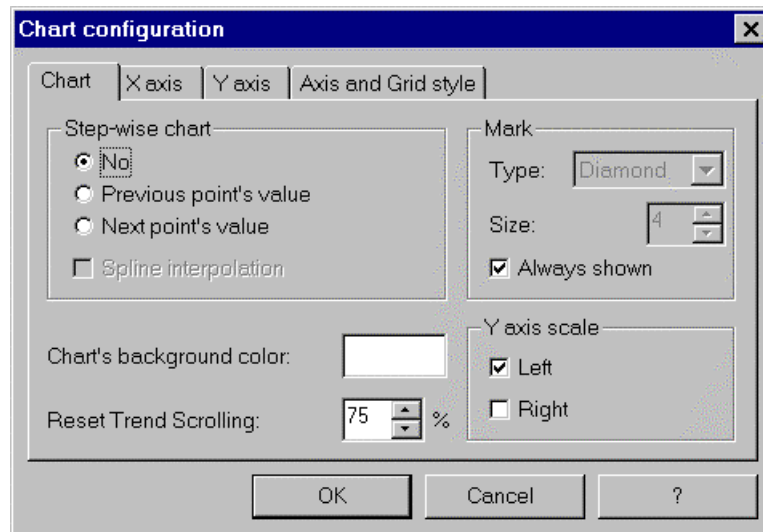 Chart configuration
Chart
X axis
Y axis
Axis and Grid style
Step-wise chart
No
Previous point's value
Next point's value
Spline interpolation
Mark
Type: Diamond
Size: 4
Always shown
Chart's background color:
Reset Trend Scrolling: 75 %
Y axis scale
Left
Right
OK
Cancel
?